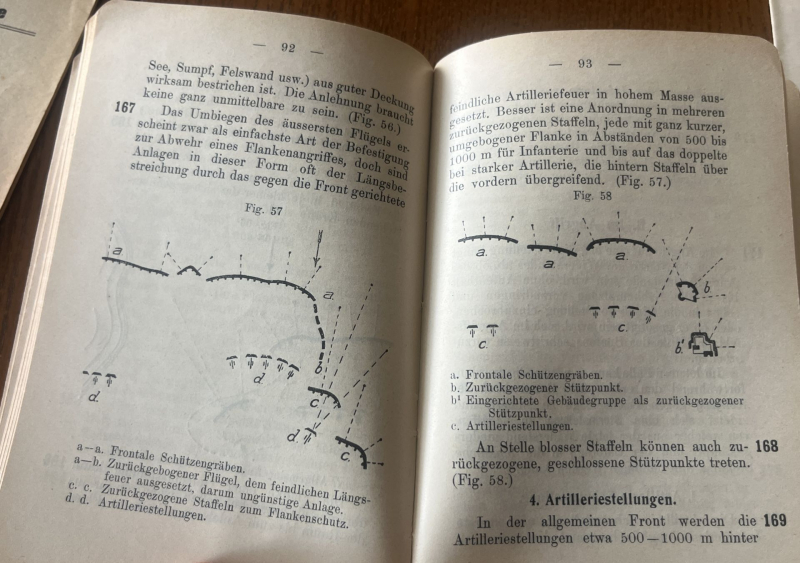 — 92 —
See, Sumpf, Felswand usw.) aus guter Deckung
wirksam bestrichen ist. Die Anlehnung braucht
keine ganz unmittelbare zu sein. (Fig. 56.)
167 Das Umbiegen des äussersten Flügels er-
scheint zwar als einfachste Art der Befestigung
zur Abwehr eines Flankenangriffes, doch sind
Anlagen in dieser Form oft der Längsbe-
streichung durch das gegen die Front gerichtete
Fig. 57
a
a.
b
d.
d
c
d.
c.
a—a. Frontale Schützengräben.
a—b. Zurückgebogener Flügel, dem feindlichen Längs-
feuer ausgesetzt, darum ungünstige Anlage.
c. c. Zurückgezogene Staffeln zum Flankenschutz.
d. d. Artilleriestellungen.
— 93 —
feindliche Artilleriefeuer in hohem Masse aus-
gesetzt. Besser ist eine Anordnung in mehreren
zurückgezogenen Staffeln, jede mit ganz kurzer,
umgebogener Flanke in Abständen von 500 bis
1000 m für Infanterie und bis auf das doppelte
bei starker Artillerie, die hintern Staffeln über
die vordern übergreifend. (Fig. 57.)
Fig. 58
a.
a.
a.
b
c.
c.
b'
a. Frontale Schützengräben.
b. Zurückgezogener Stützpunkt.
b¹ Eingerichtete Gebäudegruppe als zurückgezogener
Stützpunkt.
c. Artilleriestellungen.
An Stelle blosser Staffeln können auch zu- 168
rückgezogene, geschlossene Stützpunkte treten.
(Fig. 58.)
4. Artilleriestellungen.
In der allgemeinen Front werden die 169
Artilleriestellungen etwa 500—1000 m hinter